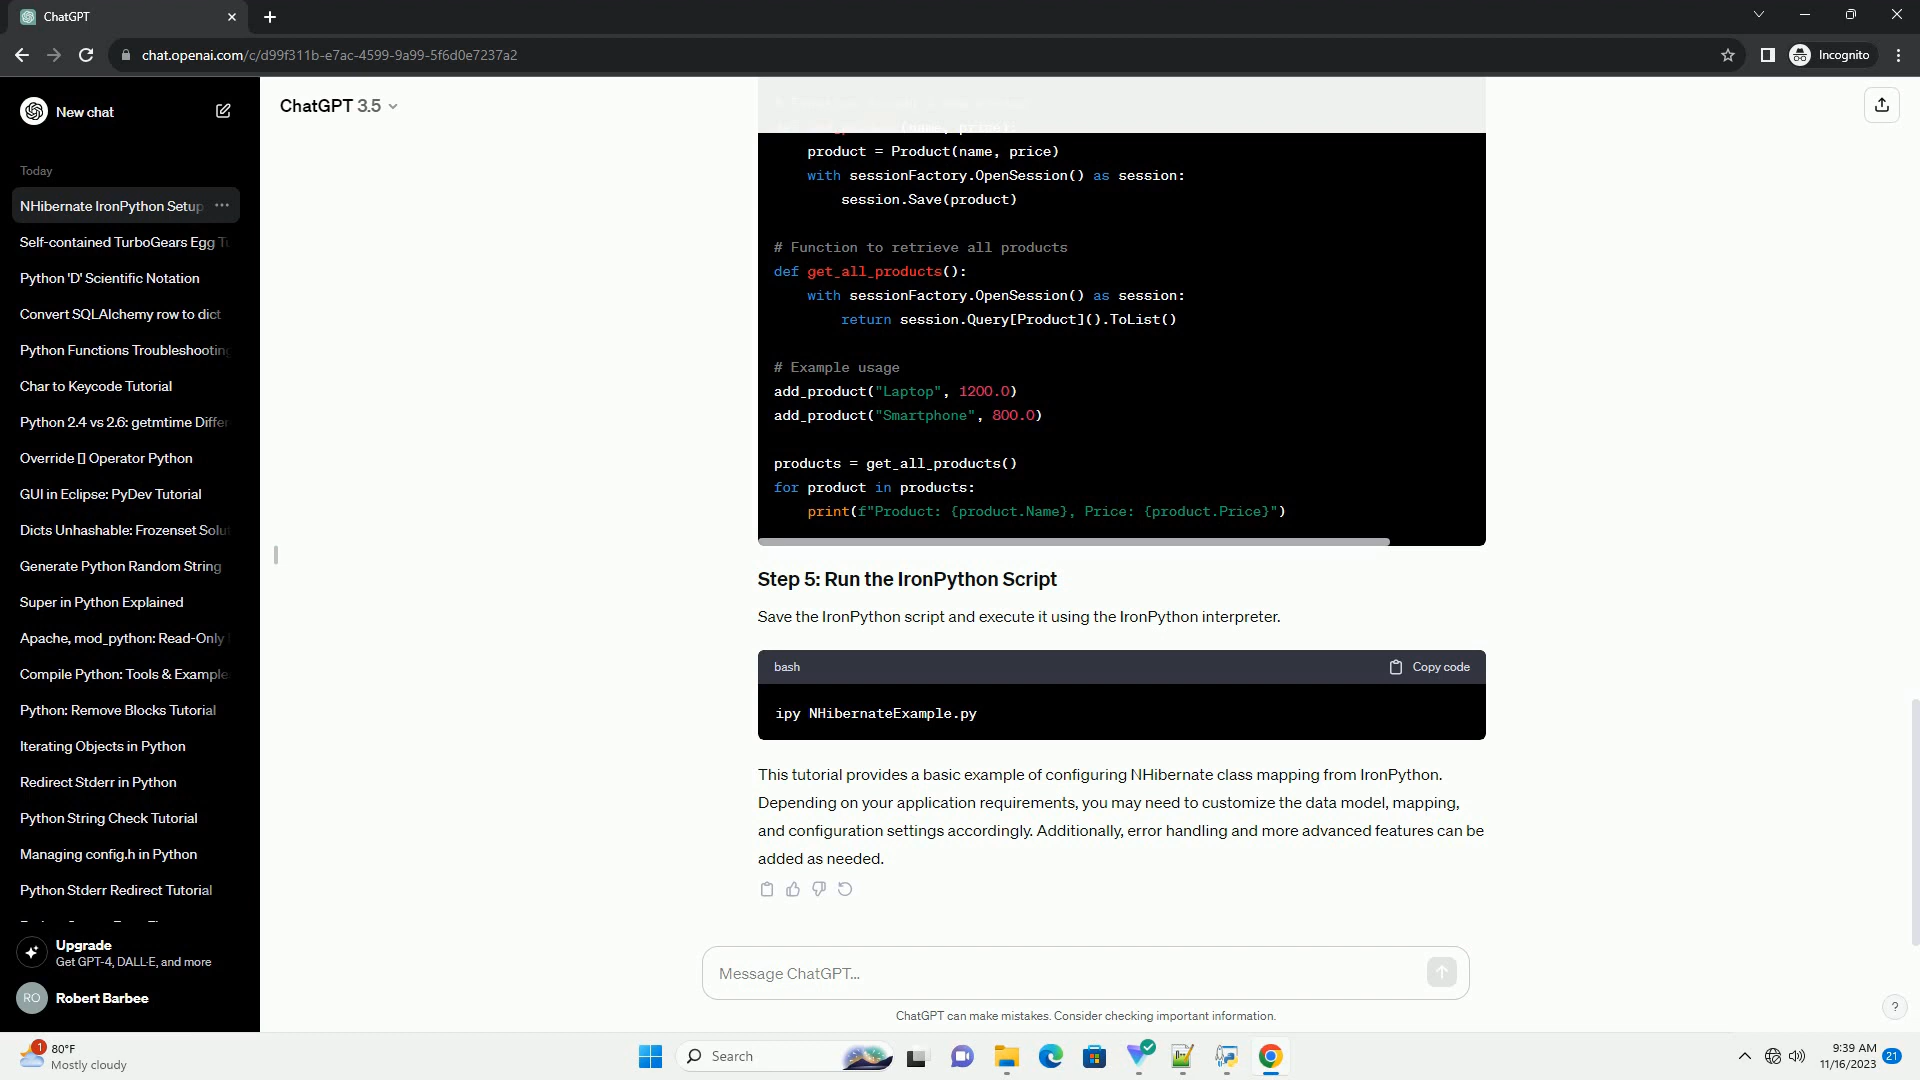 ChatGPT
chat.openai.com/c/d99f311b-e7ac-4599-9a99-5f6d0e7237a2
Incognito
New chat
Today
NHibernate IronPython Setup
Self-contained TurboGears Egg T
Python 'D' Scientific Notation
Convert SQLAlchemy row to dict
Python Functions Troubleshooting
Char to Keycode Tutorial
Python 2.4 vs 2.6: getmtime Differ
Override [] Operator Python
GUI in Eclipse: PyDev Tutorial
Dicts Unhashable: Frozenset Solu
Generate Python Random String
Super in Python Explained
Apache, mod_python: Read-Only
Compile Python: Tools & Example
Python: Remove Blocks Tutorial
Iterating Objects in Python
Redirect Stderr in Python
Python String Check Tutorial
Managing config.h in Python
Python Stderr Redirect Tutorial
Upgrade
Get GPT-4, DALL·E, and more
RO
Robert Barbee
ChatGPT 3.5
(name, price):
product = Product(name, price)
with sessionFactory.OpenSession() as session:
session.Save(product)
# Function to retrieve all products
def get_all_products():
with sessionFactory.OpenSession() as session:
return session.Query[Product]().ToList()
# Example usage
add_product("Laptop", 1200.0)
add_product("Smartphone", 800.0)
products = get_all_products()
for product in products:
print(f"Product: {product.Name}, Price: {product.Price}")
Step 5: Run the IronPython Script
Save the IronPython script and execute it using the IronPython interpreter.
bash
Copy code
ipy NHibernateExample.py
This tutorial provides a basic example of configuring NHibernate class mapping from IronPython.
Depending on your application requirements, you may need to customize the data model, mapping,
and configuration settings accordingly. Additionally, error handling and more advanced features can be
added as needed.
Message ChatGPT...
ChatGPT can make mistakes. Consider checking important information.
?
1
80°F
Mostly cloudy
Search
9:39 AM
11/16/2023
21